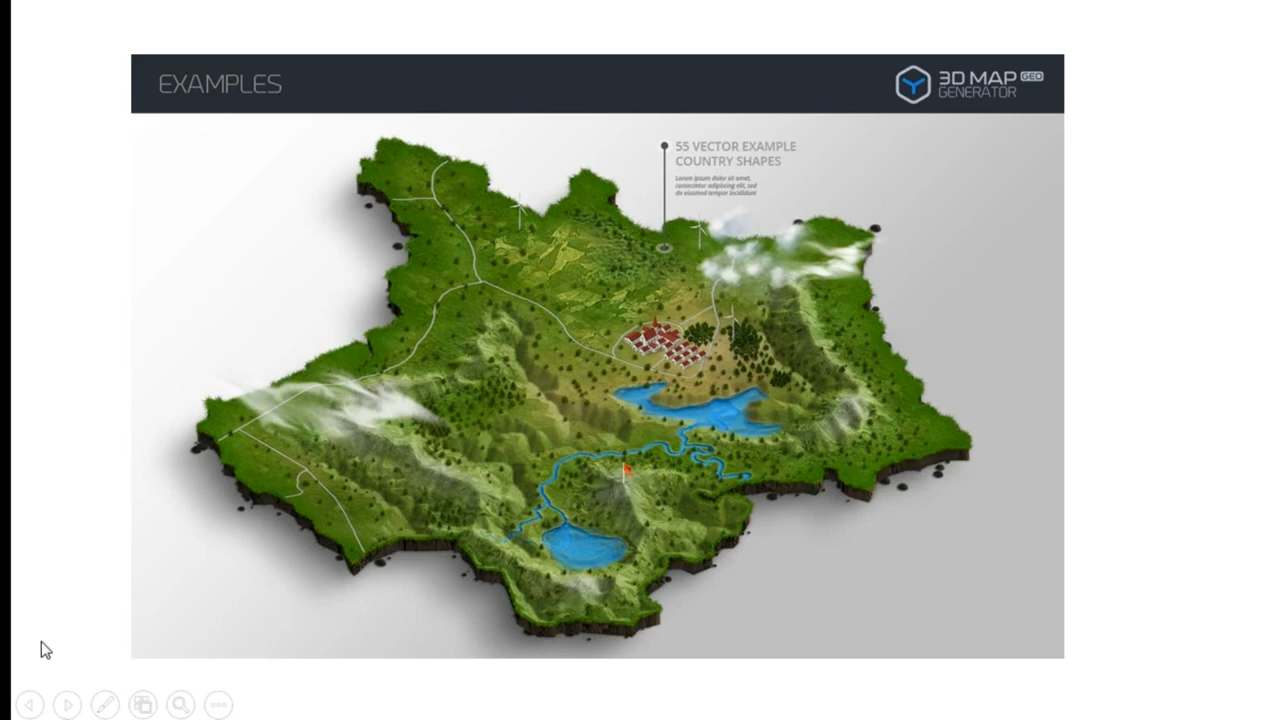 EXAMPLES
3D MAP GEO
GENERATOR
55 VECTOR EXAMPLE
COUNTRY SHAPES
Lorem ipsum dolor sit amet,
consectetur adipiscing elit, sed
do eiusmod tempor incididunt